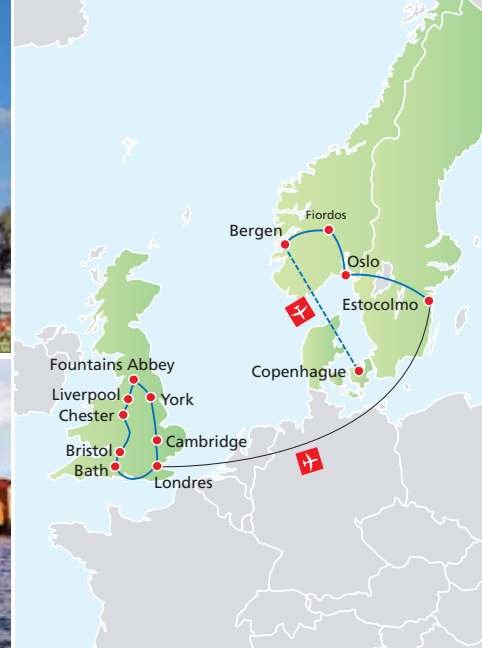 Fiordos
Bergen
Oslo
Estocolmo
Copenhague
Fountains Abbey
Liverpool
York
Chester
Cambridge
Bristol
Bath
Londres